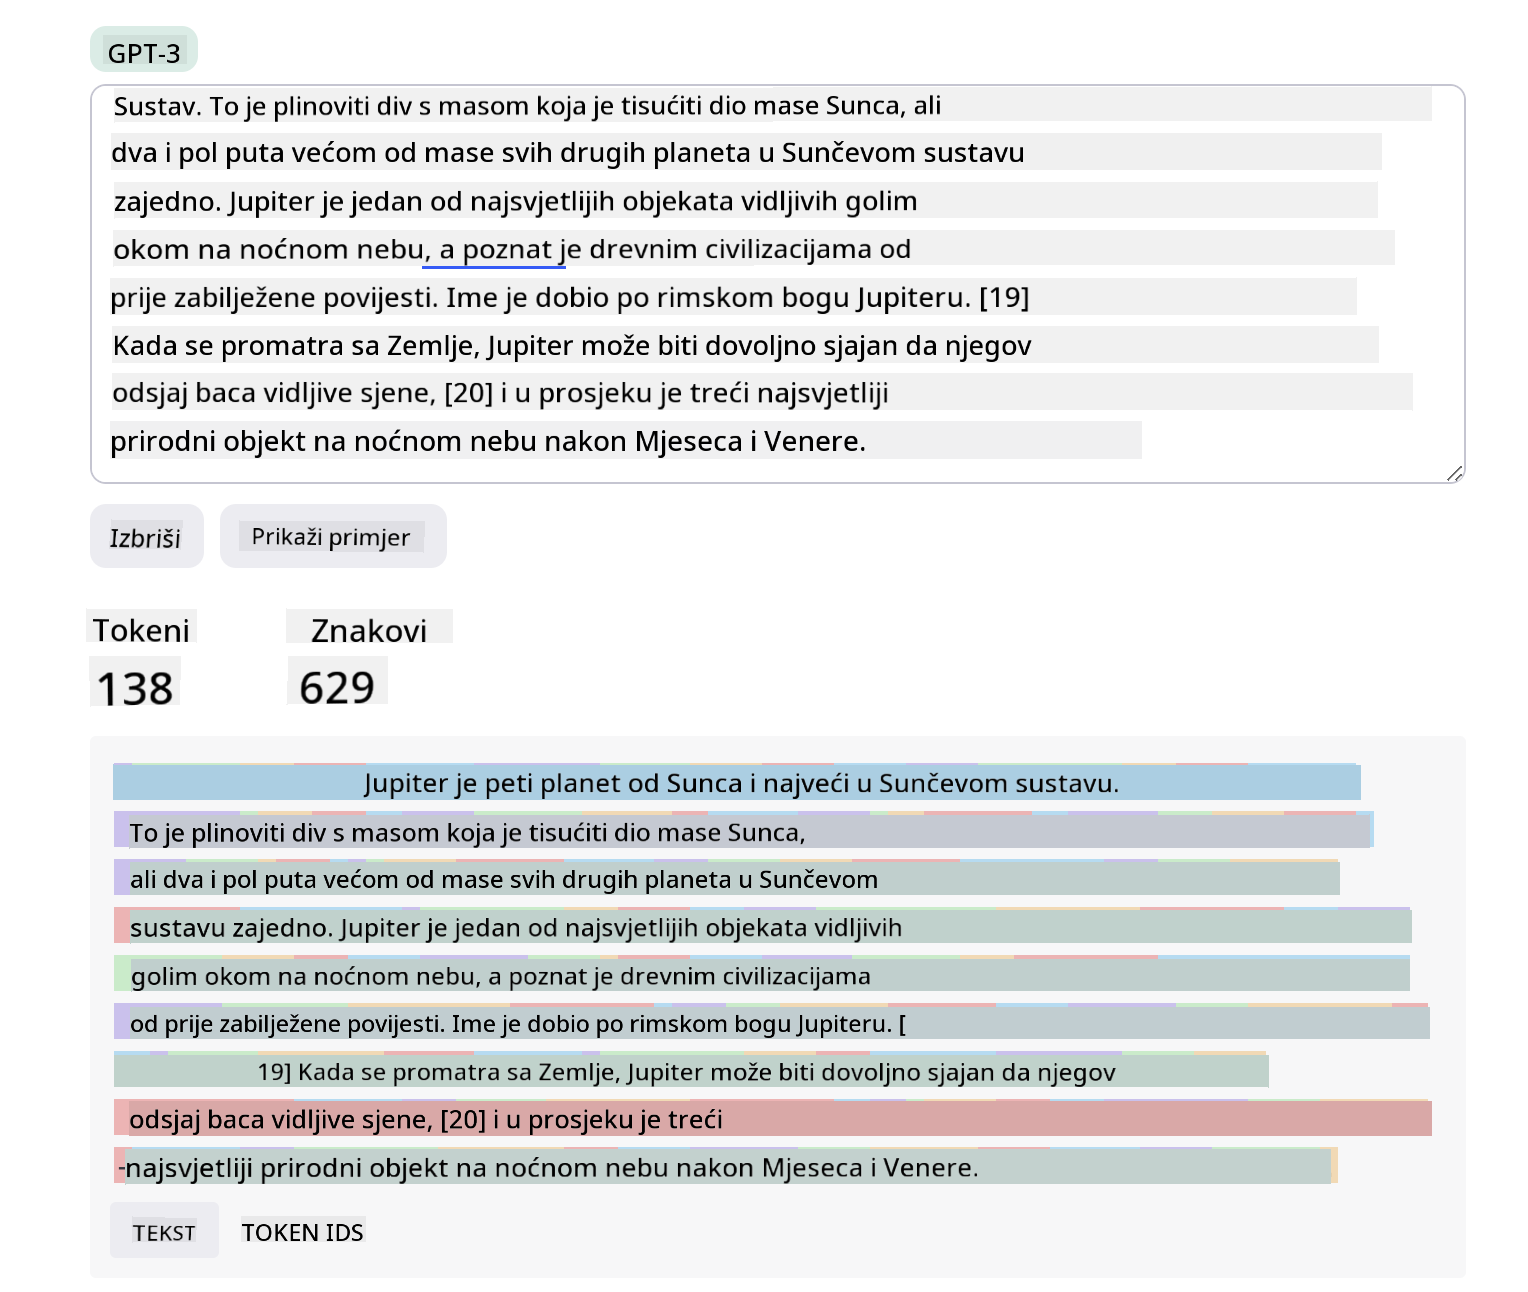 GPT-3
Sustav. To je plinoviti div s masom koja je tisućiti dio mase Sunca, ali
dva i pol puta većom od mase svih drugih planeta u Sunčevom sustavu
zajedno. Jupiter je jedan od najsvjetlijih objekata vidljivih golim
okom na noćnom nebu, a poznat je drevnim civilizacijama od
prije zabilježene povijesti. Ime je dobio po rimskom bogu Jupiteru. [19]
Kada se promatra sa Zemlje, Jupiter može biti dovoljno sjajan da njegov
odsjaj baca vidljive sjene, [20] i u prosjeku je treći najsvjetliji
prirodni objekt na noćnom nebu nakon Mjeseca i Venere.
Izbriši
Prikaži primjer
Tokeni
Znakovi
138
629
Jupiter je peti planet od Sunca i najveći u Sunčevom sustavu.
To je plinoviti div s masom koja je tisućiti dio mase Sunca,
ali dva i pol puta većom od mase svih drugih planeta u Sunčevom
sustavu zajedno. Jupiter je jedan od najsvjetlijih objekata vidljivih
golim okom na noćnom nebu, a poznat je drevnim civilizacijama
od prije zabilježene povijesti. Ime je dobio po rimskom bogu Jupiteru. [
19] Kada se promatra sa Zemlje, Jupiter može biti dovoljno sjajan da njegov
odsjaj baca vidljive sjene, [20] i u prosjeku je treći
-najsvjetliji prirodni objekt na noćnom nebu nakon Mjeseca i Venere.
TEKST
TOKEN IDS